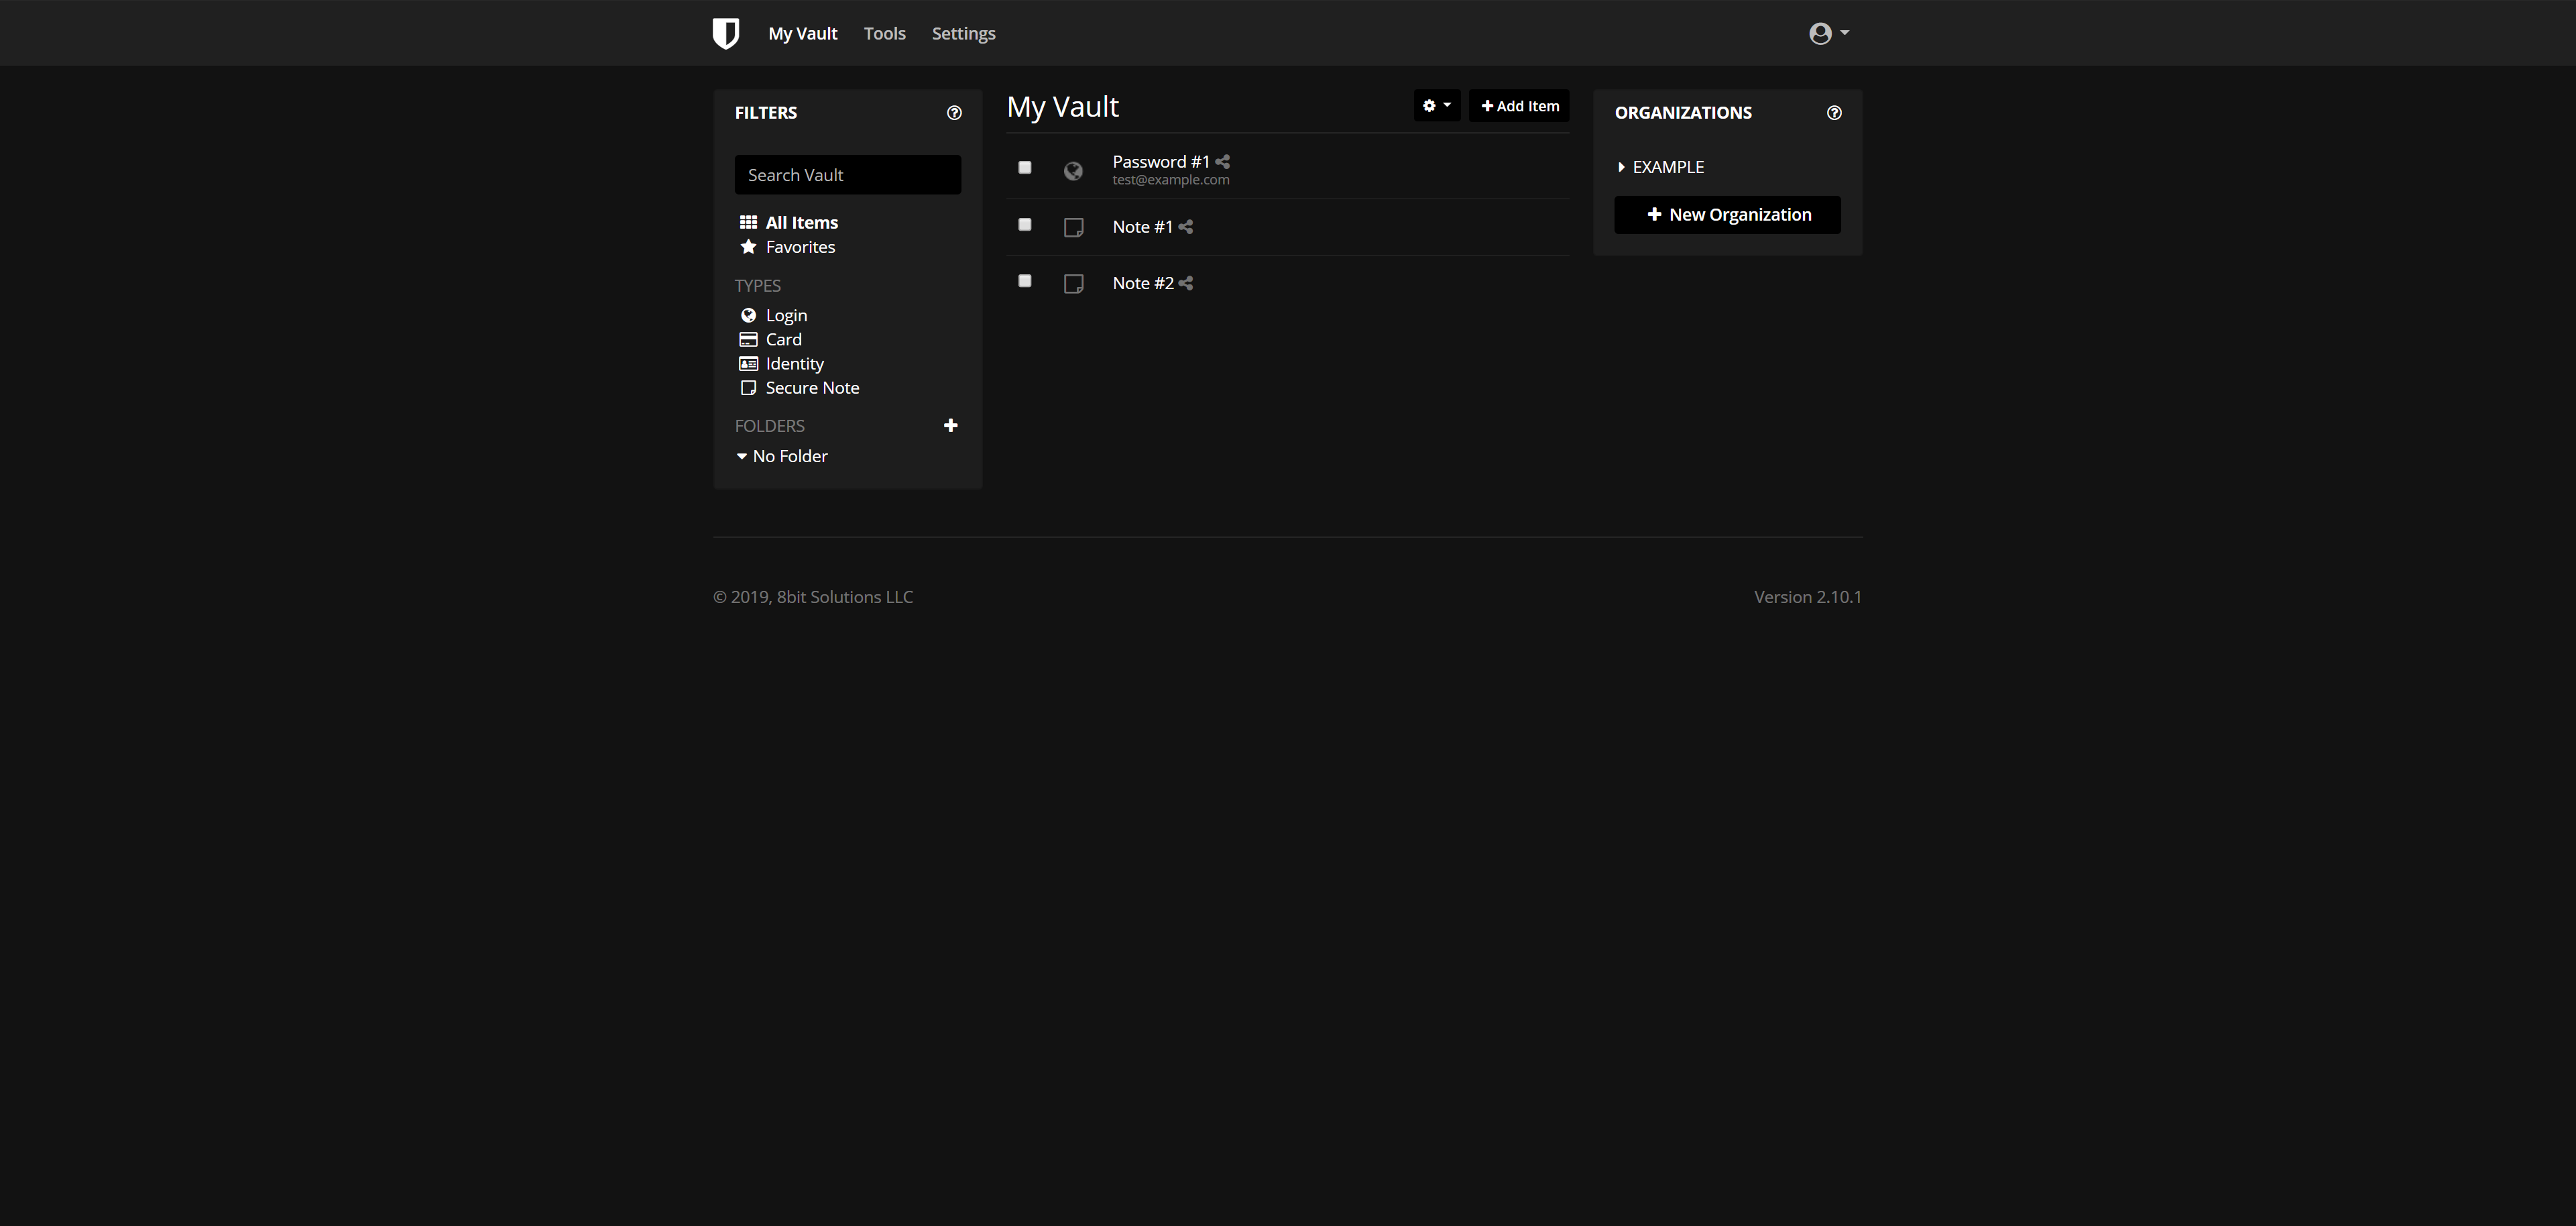 My Vault Tools Settings
FILTERS
Search Vault
All Items
Favorites
TYPES
Login
Card
Identity
Secure Note
FOLDERS
No Folder
My Vault
Add Item
Password #1
test@example.com
Note #1
Note #2
ORGANIZATIONS
EXAMPLE
New Organization
© 2019, 8bit Solutions LLC
Version 2.10.1